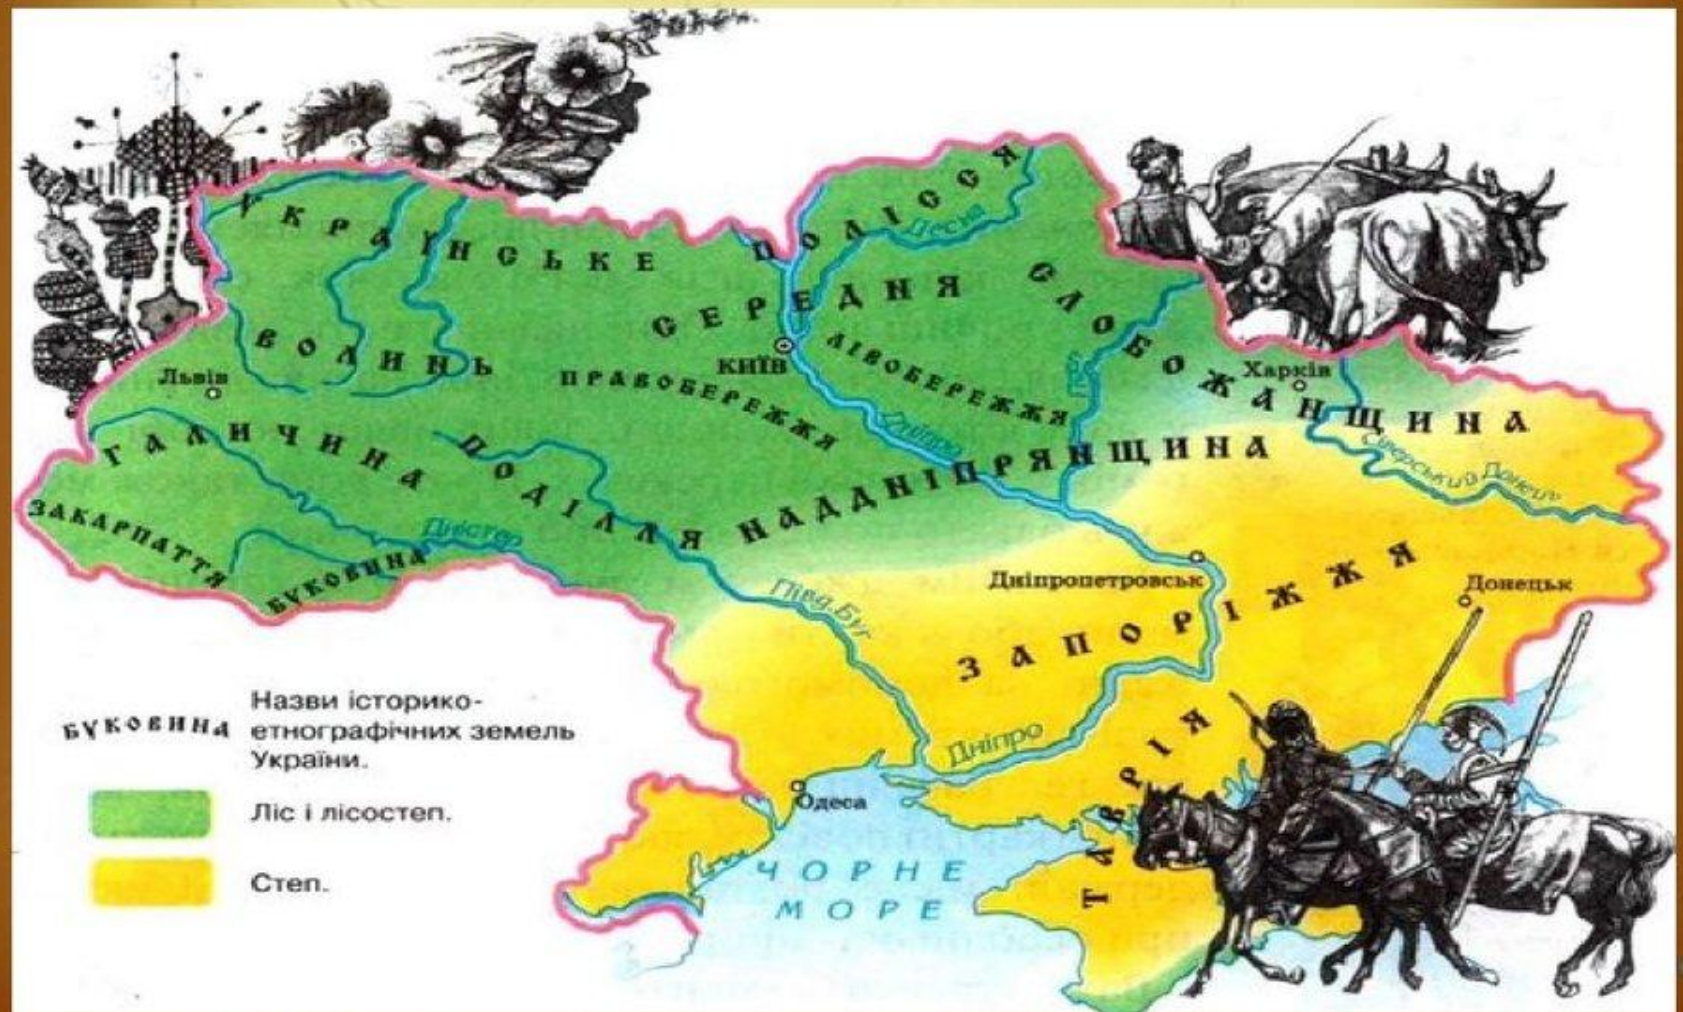 УКРАЇНСЬКЕ ПОЛІССЯ
Десна
СЕРЕДНЯ
НАДДНІПРЯНЩИНА
СЛОБОЖАНЩИНА
ВОЛИНЬ
КИЇВ
ЛІВОБЕРЕЖЖЯ
ПРАВОБЕРЕЖЖЯ
Псел
Харків
Львів
Дніпро
ГАЛИЧИНА
ПОДІЛЛЯ
Сіверський Донець
ЗАКАРПАТТЯ
БУКОВИНА
Дністер
Півд.Буг
Дніпропетровськ
Донецьк
ЗАПОРІЖЖЯ
Дніпро
ТАВРІЯ
Одеса
ЧОРНЕ
МОРЕ
БУКОВИНА
Назви історико-
етнографічних земель
України.
Ліс і лісостеп.
Степ.